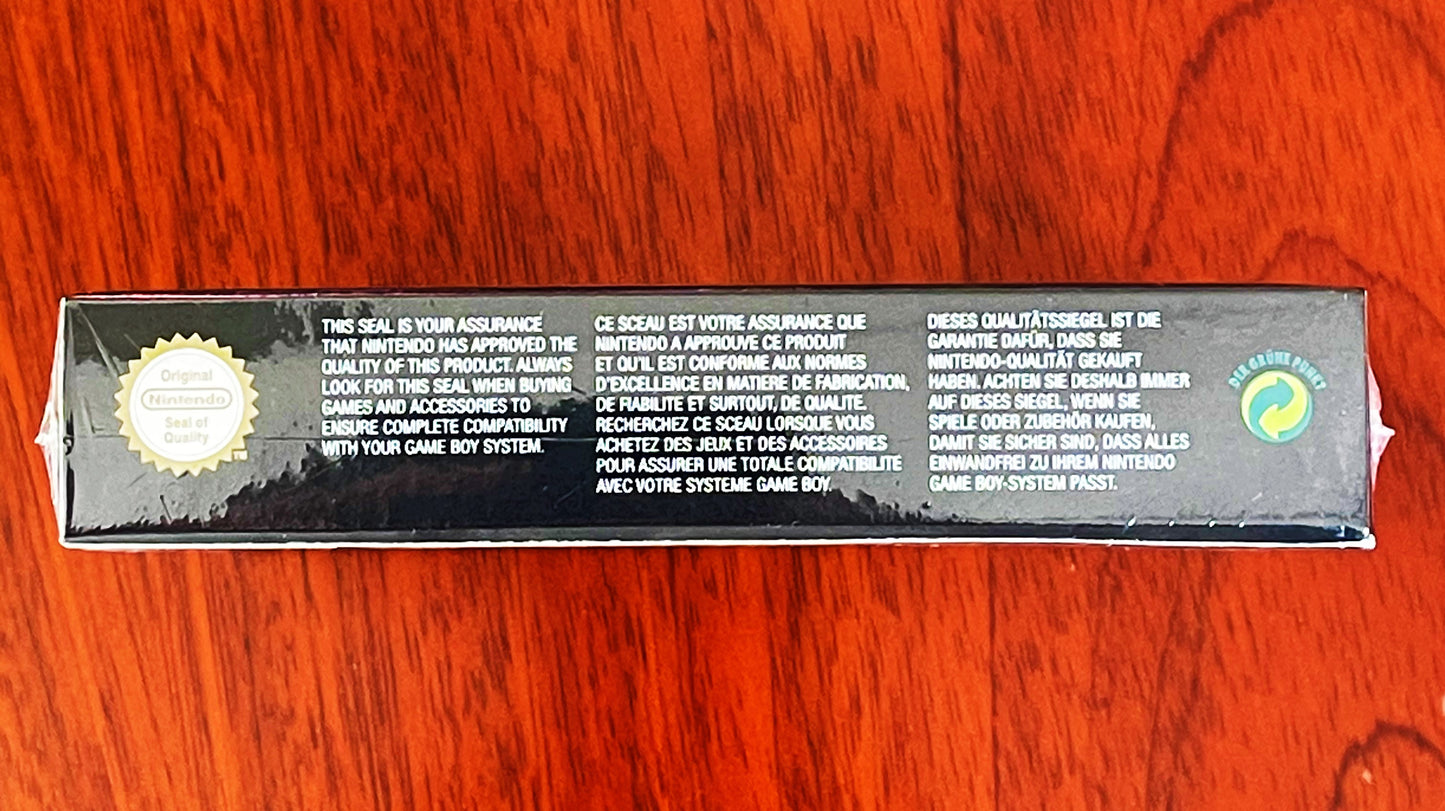 Original
Nintendo
Seal of
Quality
TM
THIS SEAL IS YOUR ASSURANCE
THAT NINTENDO HAS APPROVED THE
QUALITY OF THIS PRODUCT. ALWAYS
LOOK FOR THIS SEAL WHEN BUYING
GAMES AND ACCESSORIES TO
ENSURE COMPLETE COMPATIBILITY
WITH YOUR GAME BOY SYSTEM.
CE SCEAU EST VOTRE ASSURANCE QUE
NINTENDO A APPROUVE CE PRODUIT
ET QU'IL EST CONFORME AUX NORMES
D'EXCELLENCE EN MATIERE DE FABRICATION,
DE FIABILITE ET SURTOUT, DE QUALITE.
RECHERCHEZ CE SCEAU LORSQUE VOUS
ACHETEZ DES JEUX ET DES ACCESSOIRES
POUR ASSURER UNE TOTALE COMPATIBILITE
AVEC VOTRE SYSTEME GAME BOY.
DIESES QUALITÄTSSIEGEL IST DIE
GARANTIE DAFÜR, DASS SIE
NINTENDO-QUALITÄT GEKAUFT
HABEN. ACHTEN SIE DESHALB IMMER
AUF DIESES SIEGEL, WENN SIE
SPIELE ODER ZUBEHÖR KAUFEN,
DAMIT SIE SICHER SIND, DASS ALLES
EINWANDFREI ZU IHREM NINTENDO
GAME BOY-SYSTEM PASST.
DER GRÜNE PUNKT